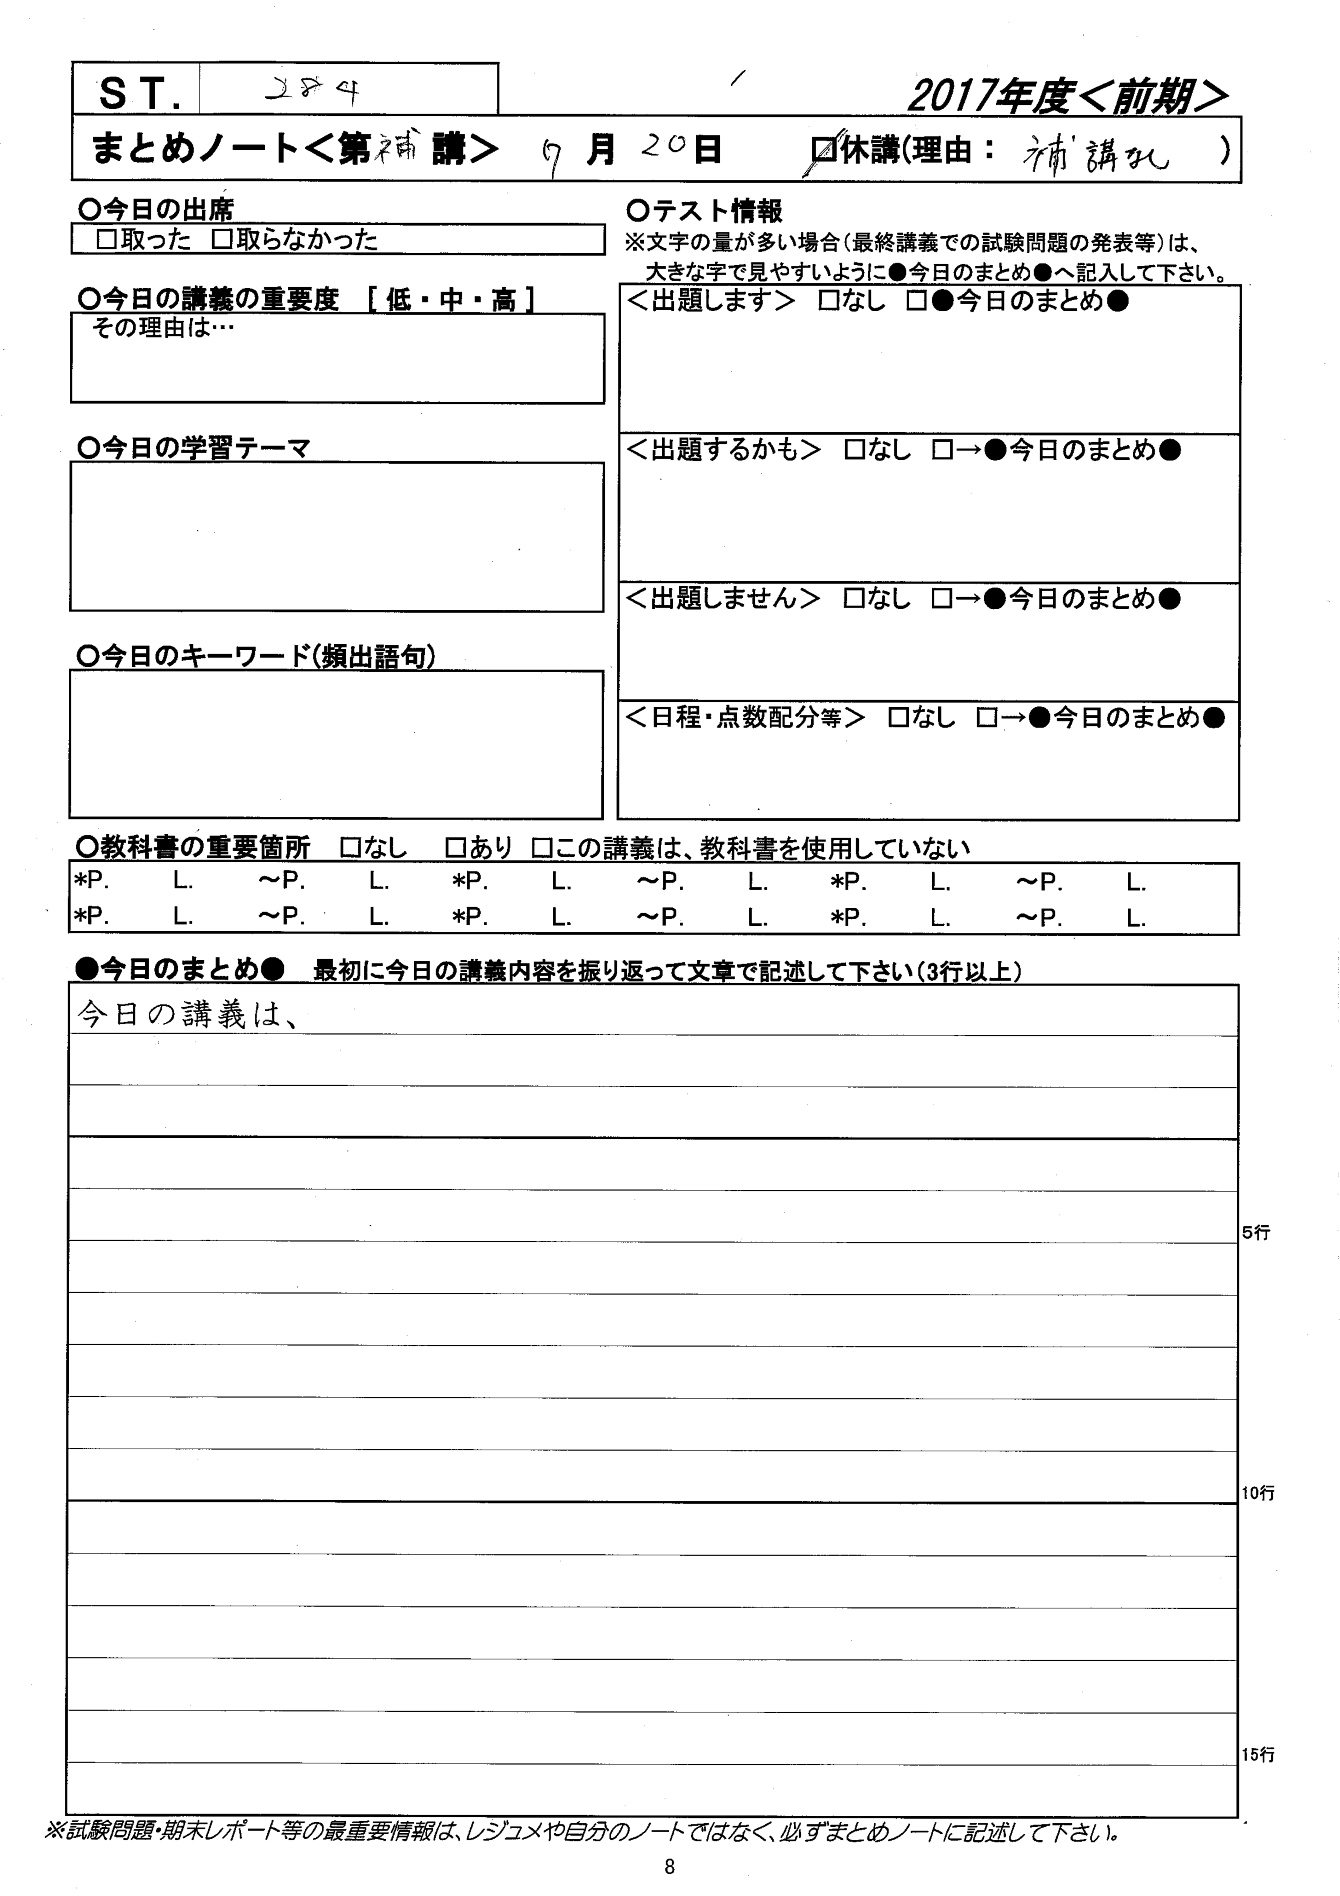 ST. 284
2017年度＜前期＞
まとめノート＜第補講＞ 7月20日 ☑休講(理由： 補講なし )
○今日の出席
□取った □取らなかった
○今日の講義の重要度 [ 低・中・高 ]
その理由は…
○今日の学習テーマ
○今日のキーワード(頻出語句)
○テスト情報
※文字の量が多い場合(最終講義での試験問題の発表等)は、
大きな字で見やすいように●今日のまとめ●へ記入して下さい。
＜出題します＞ □なし □●今日のまとめ●
＜出題するかも＞ □なし □→●今日のまとめ●
＜出題しません＞ □なし □→●今日のまとめ●
＜日程・点数配分等＞ □なし □→●今日のまとめ●
○教科書の重要箇所 □なし □あり □この講義は、教科書を使用していない
*P. L. ～P. L. *P. L. ～P. L. *P. L. ～P. L.
*P. L. ～P. L. *P. L. ～P. L. *P. L. ～P. L.
●今日のまとめ● 最初に今日の講義内容を振り返って文章で記述して下さい(3行以上)
今日の講義は、
5行
10行
15行
※試験問題・期末レポート等の最重要情報は、レジュメや自分のノートではなく、必ずまとめノートに記述して下さい。
8